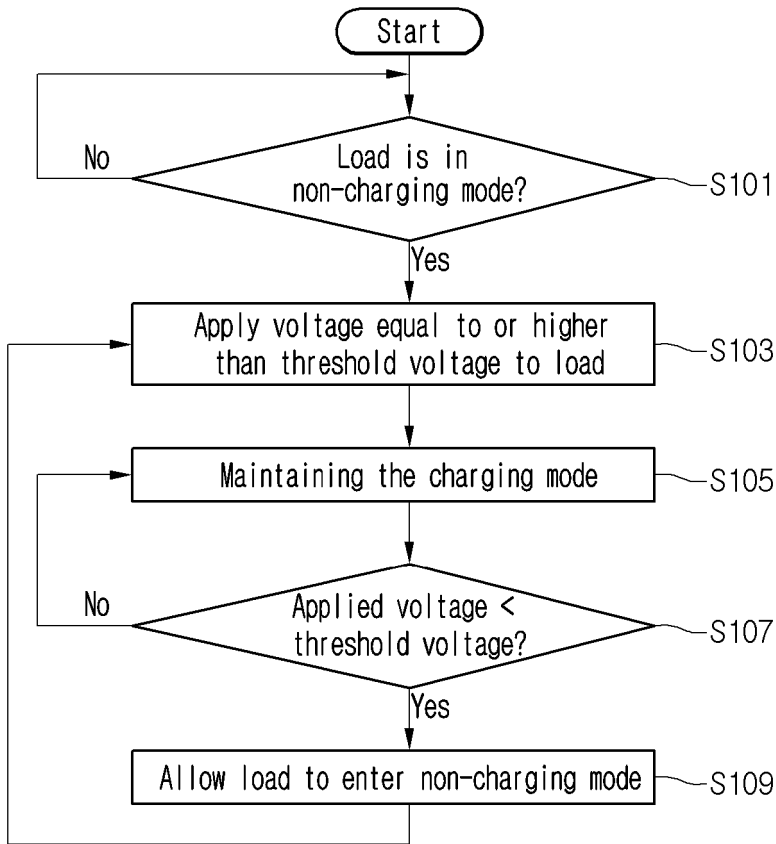 Start
No
Load is in
non-charging mode?
S101
Yes
Apply voltage equal to or higher
than threshold voltage to load
S103
Maintaining the charging mode
S105
No
Applied voltage <
threshold voltage?
S107
Yes
Allow load to enter non-charging mode
S109